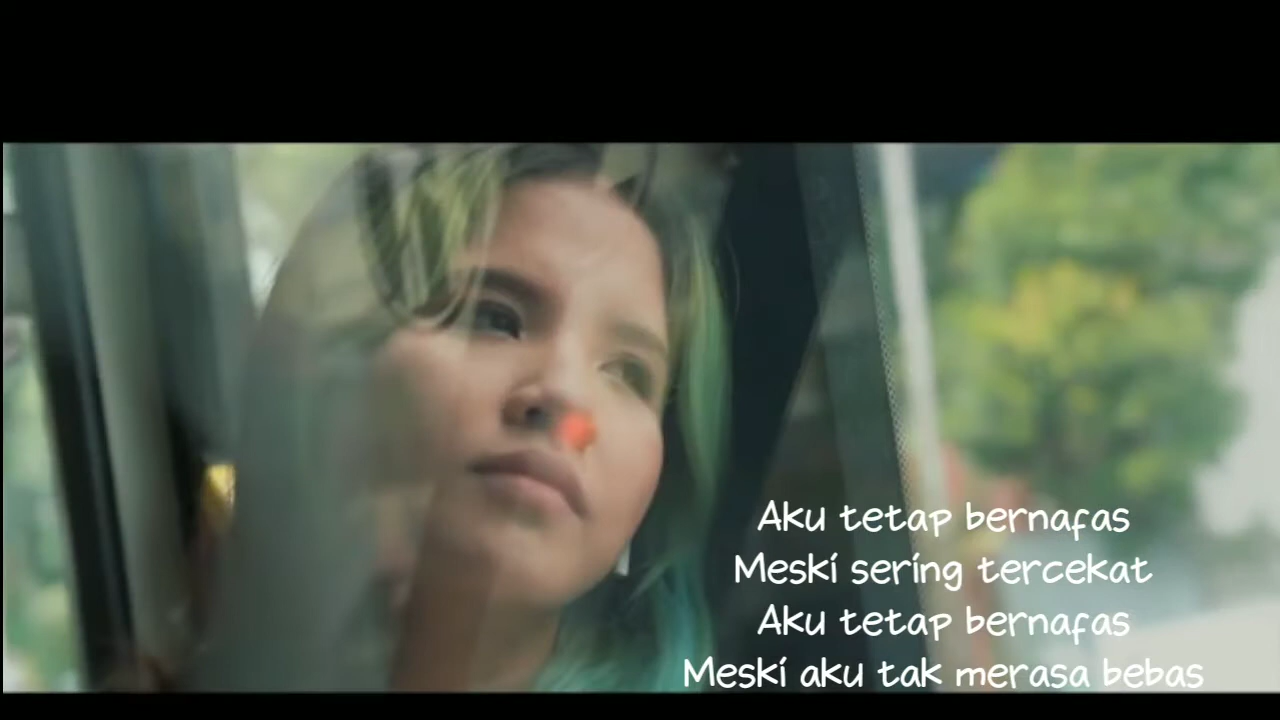 Aku tetap bernafas
Meski sering tercekat
Aku tetap bernafas
Meski aku tak merasa bebas